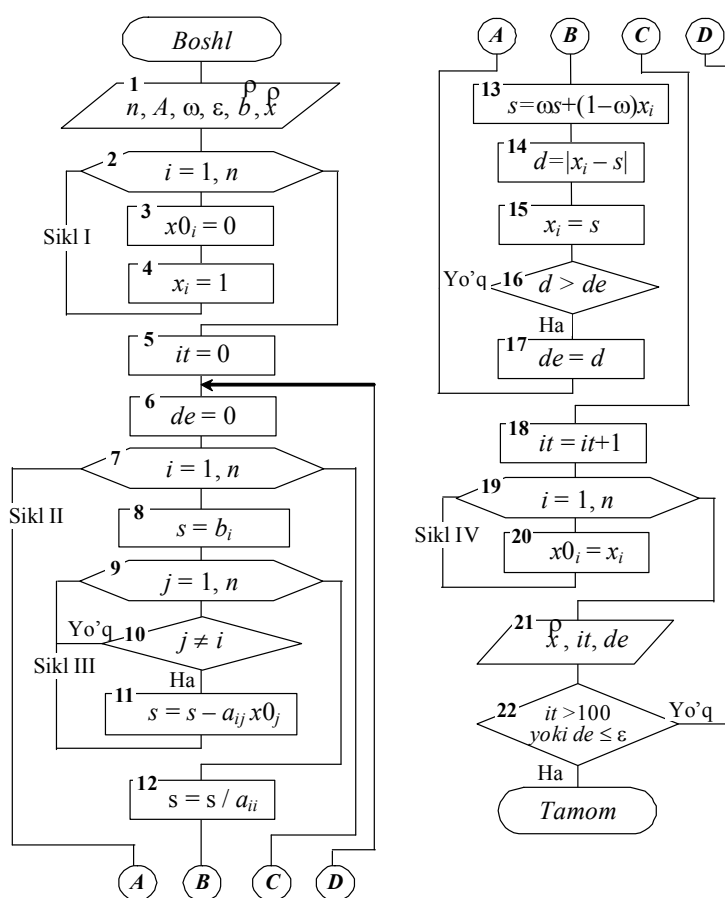 Boshl
1
n, A, ω, ε, b, x
ρ ρ
2
i = 1, n
Sikl I
3
x0ᵢ = 0
4
xᵢ = 1
5
it = 0
6
de = 0
7
i = 1, n
Sikl II
8
s = bᵢ
9
j = 1, n
Yo'q
10
j ≠ i
Sikl III
Ha
11
s = s – aᵢⱼ x0ⱼ
12
s = s / aᵢᵢ
A B C D
A B C D
13
s=ωs+(1–ω)xᵢ
14
d=|xᵢ – s|
15
xᵢ = s
Yo'q
16
d > de
Ha
17
de = d
18
it = it+1
19
i = 1, n
Sikl IV
20
x0ᵢ = xᵢ
21
ρ
x , it, de
22
it >100
yoki de ≤ ε
Yo'q
Ha
Tamom